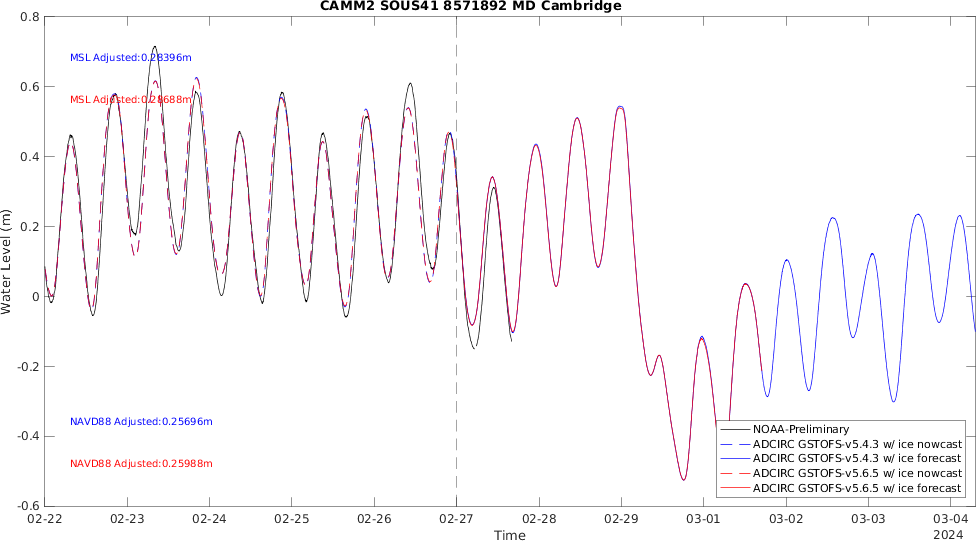 CAMM2 SOUS41 8571892 MD Cambridge
0.8
0.6
0.4
0.2
0
-0.2
-0.4
-0.6
Water Level (m)
MSL Adjusted:0.28396m
MSL Adjusted:0.28688m
NAVD88 Adjusted:0.25696m
NAVD88 Adjusted:0.25988m
NOAA-Preliminary
ADCIRC GSTOFS-v5.4.3 w/ ice nowcast
ADCIRC GSTOFS-v5.4.3 w/ ice forecast
ADCIRC GSTOFS-v5.6.5 w/ ice nowcast
ADCIRC GSTOFS-v5.6.5 w/ ice forecast
02-22 02-23 02-24 02-25 02-26 02-27 02-28 02-29 03-01 03-02 03-03 03-04
Time
2024